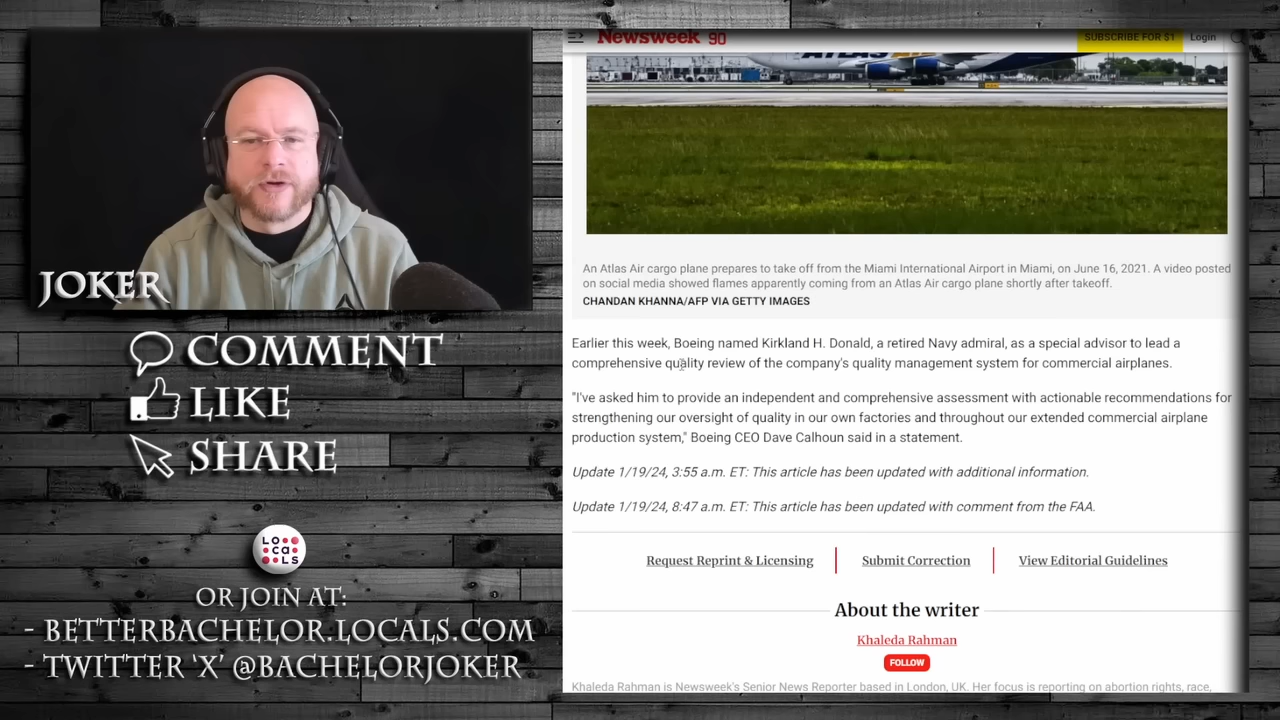 JOKER
COMMENT
LIKE
SHARE
LOCALS
OR JOIN AT:
- BETTERBACHELOR.LOCALS.COM
- TWITTER 'X' @BACHELORJOKER
Newsweek 90
SUBSCRIBE FOR $1
Login
ATLAS
An Atlas Air cargo plane prepares to take off from the Miami International Airport in Miami, on June 16, 2021. A video posted
on social media showed flames apparently coming from an Atlas Air cargo plane shortly after takeoff.
CHANDAN KHANNA/AFP VIA GETTY IMAGES
Earlier this week, Boeing named Kirkland H. Donald, a retired Navy admiral, as a special advisor to lead a
comprehensive quality review of the company's quality management system for commercial airplanes.
"I've asked him to provide an independent and comprehensive assessment with actionable recommendations for
strengthening our oversight of quality in our own factories and throughout our extended commercial airplane
production system," Boeing CEO Dave Calhoun said in a statement.
Update 1/19/24, 3:55 a.m. ET: This article has been updated with additional information.
Update 1/19/24, 8:47 a.m. ET: This article has been updated with comment from the FAA.
Request Reprint & Licensing
Submit Correction
View Editorial Guidelines
About the writer
Khaleda Rahman
FOLLOW
Khaleda Rahman is Newsweek's Senior News Reporter based in London, UK. Her focus is reporting on abortion rights, race,